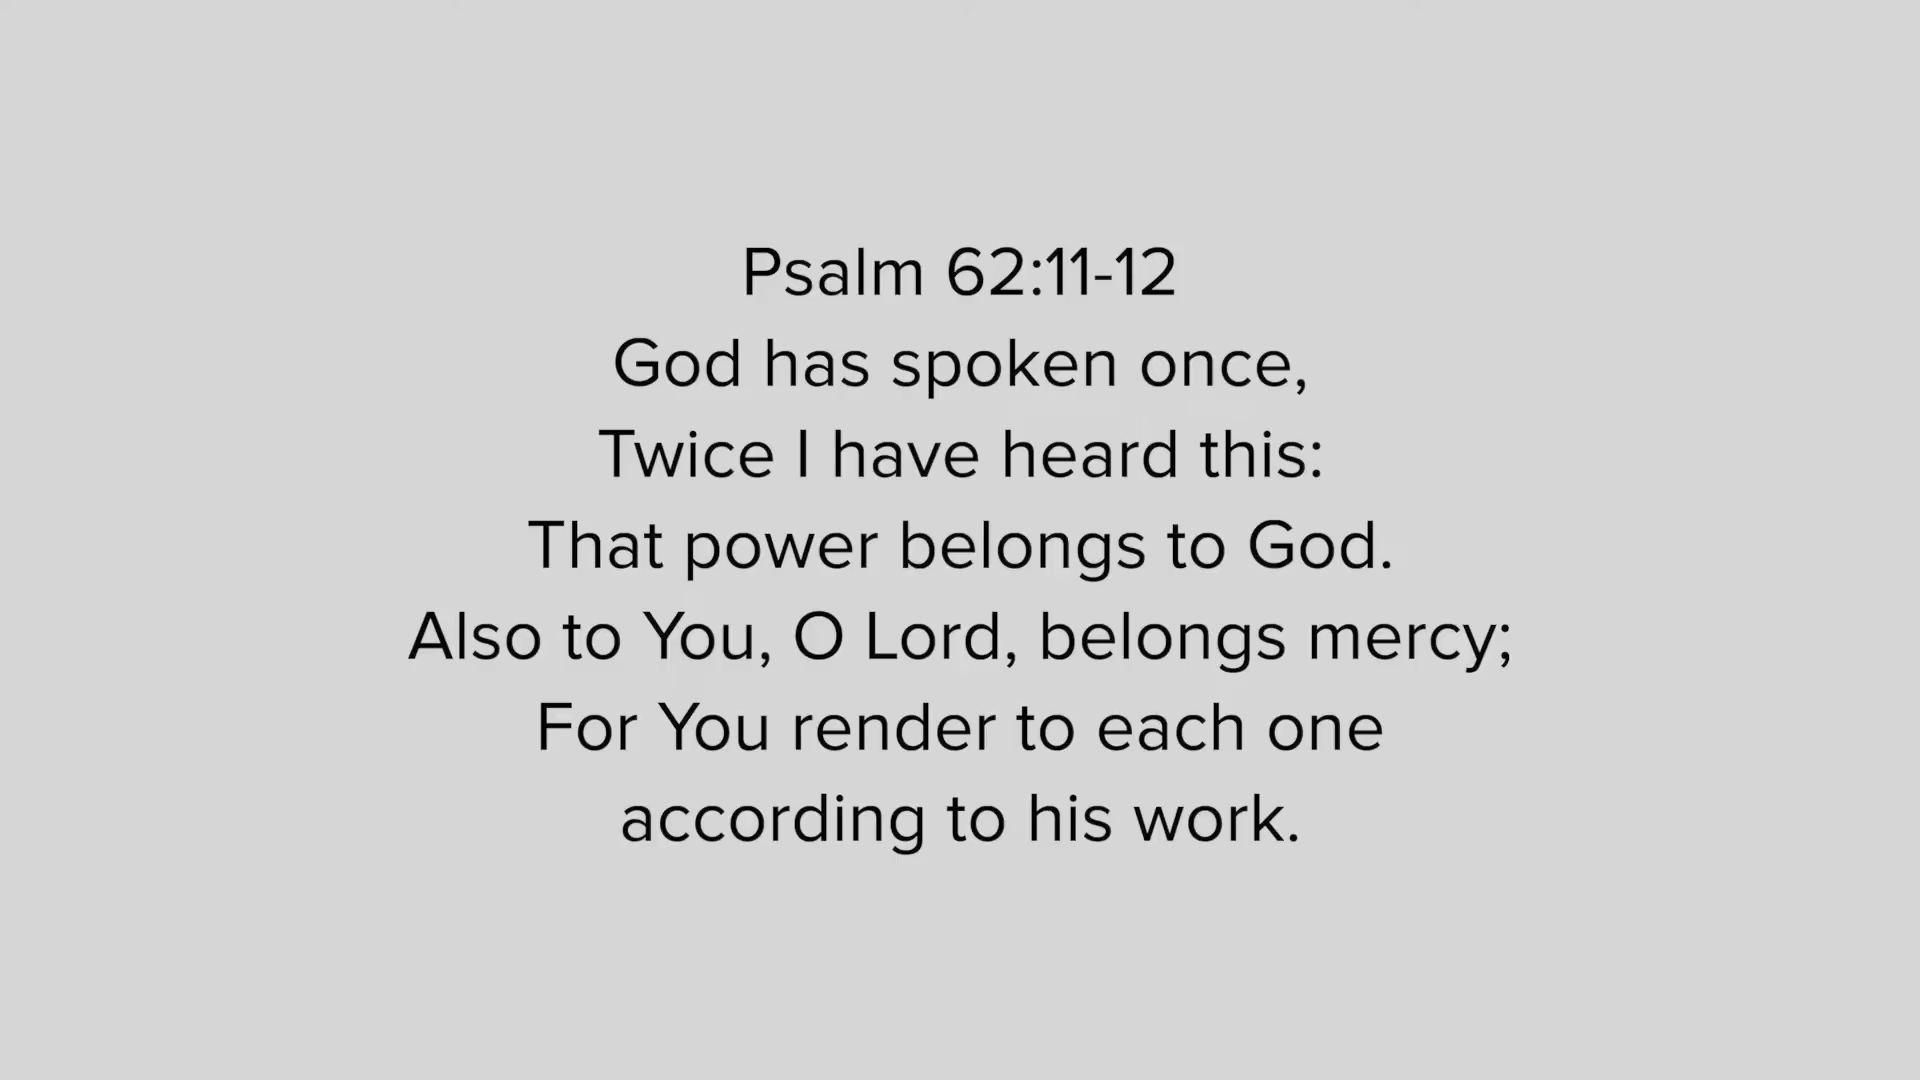 Psalm 62:11-12
God has spoken once,
Twice I have heard this:
That power belongs to God.
Also to You, O Lord, belongs mercy;
For You render to each one
according to his work.